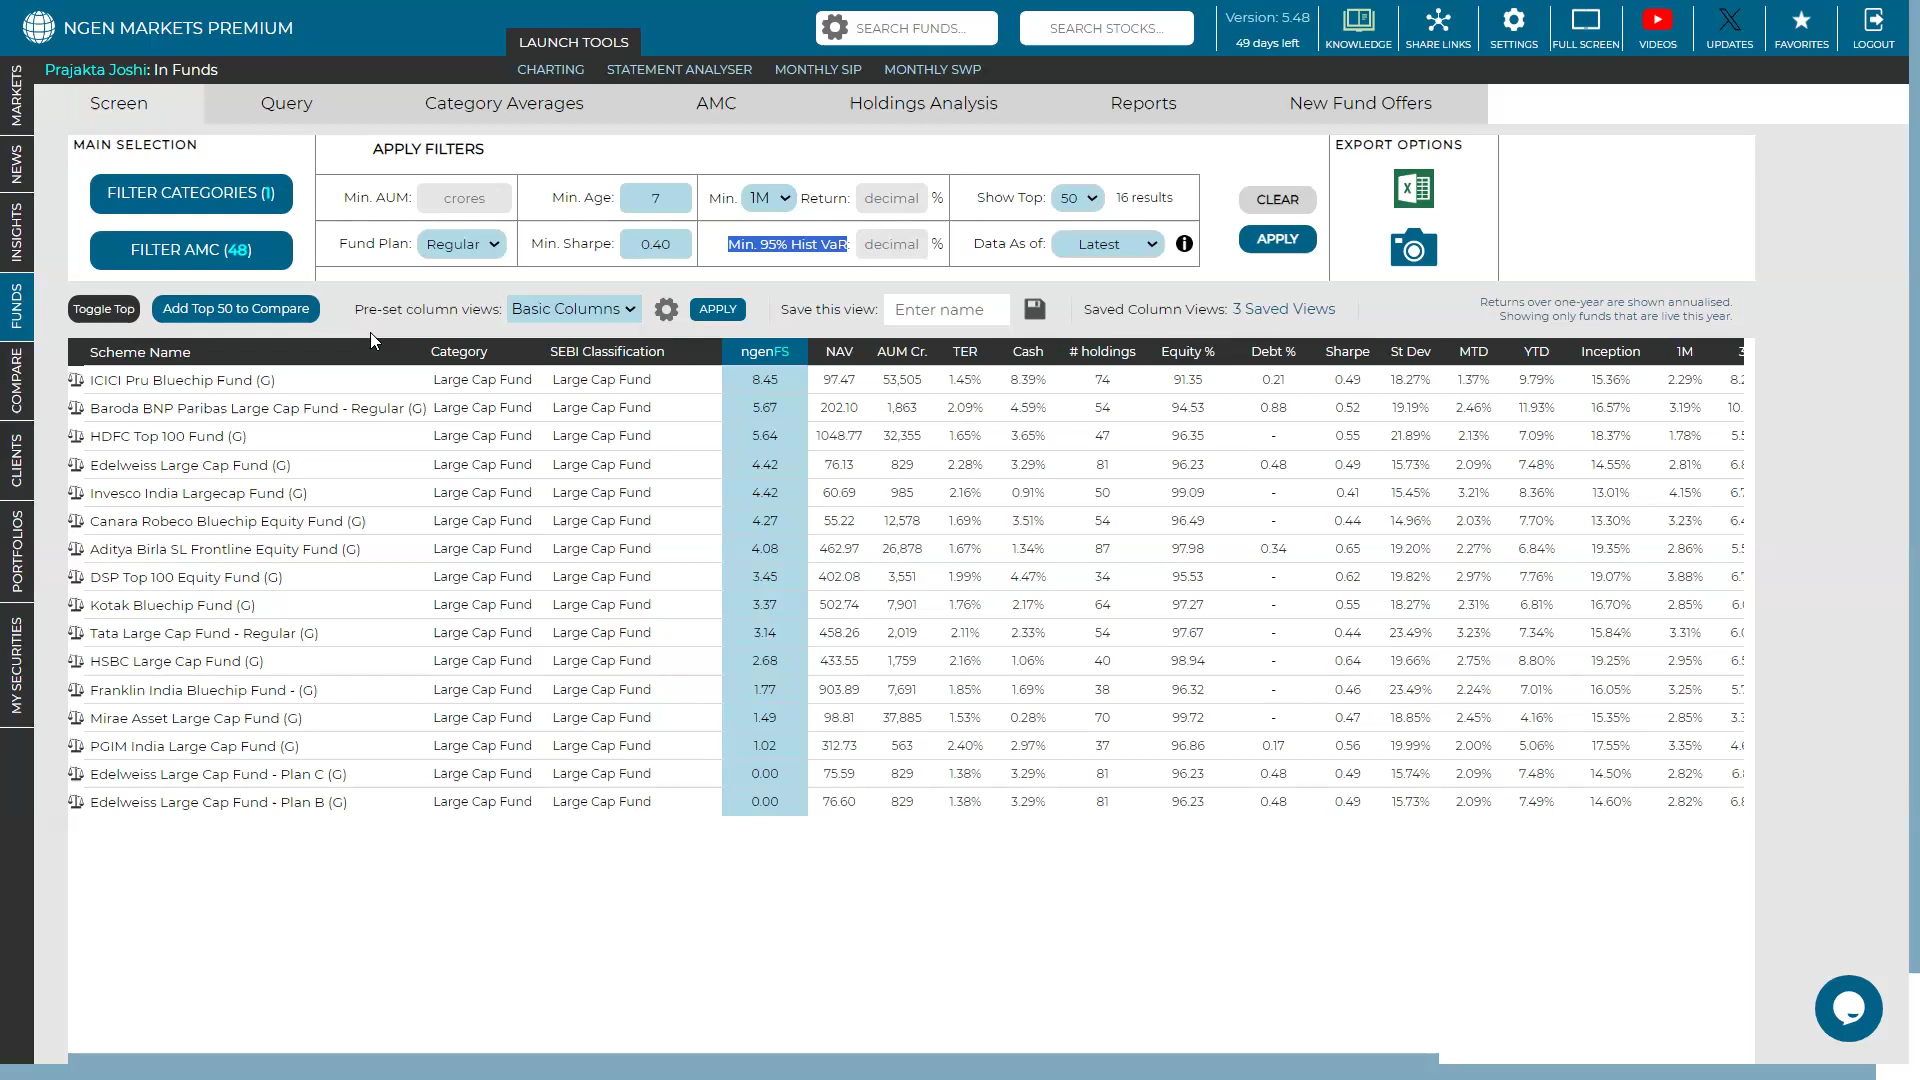 NGEN MARKETS PREMIUM
LAUNCH TOOLS
SEARCH FUNDS...
SEARCH STOCKS...
Version: 5.48
49 days left
KNOWLEDGE
SHARE LINKS
SETTINGS
FULL SCREEN
VIDEOS
UPDATES
FAVORITES
LOGOUT
Prajakta Joshi: In Funds
CHARTING STATEMENT ANALYSER MONTHLY SIP MONTHLY SWP
MARKETS
NEWS
INSIGHTS
FUNDS
COMPARE
CLIENTS
PORTFOLIOS
MY SECURITIES
Screen Query Category Averages AMC Holdings Analysis Reports New Fund Offers
MAIN SELECTION
FILTER CATEGORIES (1)
FILTER AMC (48)
APPLY FILTERS
Min. AUM: crores Min. Age: 7 Min. 1M Return: decimal % Show Top: 50 16 results
Fund Plan: Regular Min. Sharpe: 0.40 Min. 95% Hist VaR: decimal % Data As of: Latest
CLEAR
APPLY
EXPORT OPTIONS
Toggle Top Add Top 50 to Compare Pre-set column views: Basic Columns APPLY Save this view: Enter name Saved Column Views: 3 Saved Views
Returns over one-year are shown annualised.
Showing only funds that are live this year.
Scheme Name Category SEBI Classification ngenFS NAV AUM Cr. TER Cash # holdings Equity % Debt % Sharpe St Dev MTD YTD Inception 1M
ICICI Pru Bluechip Fund (G) Large Cap Fund Large Cap Fund 8.45 97.47 53,505 1.45% 8.39% 74 91.35 0.21 0.49 18.27% 1.37% 9.79% 15.36% 2.29%
Baroda BNP Paribas Large Cap Fund - Regular (G) Large Cap Fund Large Cap Fund 5.67 202.10 1,863 2.09% 4.59% 54 94.53 0.88 0.52 19.19% 2.46% 11.93% 16.57% 3.19% 10.
HDFC Top 100 Fund (G) Large Cap Fund Large Cap Fund 5.64 1048.77 32,355 1.65% 3.65% 47 96.35 - 0.55 21.89% 2.13% 7.09% 18.37% 1.78%
Edelweiss Large Cap Fund (G) Large Cap Fund Large Cap Fund 4.42 76.13 829 2.28% 3.29% 81 96.23 0.48 0.49 15.73% 2.09% 7.48% 14.55% 2.81%
Invesco India Largecap Fund (G) Large Cap Fund Large Cap Fund 4.42 60.69 985 2.16% 0.91% 50 99.09 - 0.41 15.45% 3.21% 8.36% 13.01% 4.15%
Canara Robeco Bluechip Equity Fund (G) Large Cap Fund Large Cap Fund 4.27 55.22 12,578 1.69% 3.51% 54 96.49 - 0.44 14.96% 2.03% 7.70% 13.30% 3.23%
Aditya Birla SL Frontline Equity Fund (G) Large Cap Fund Large Cap Fund 4.08 462.97 26,878 1.67% 1.34% 87 97.98 0.34 0.65 19.20% 2.27% 6.84% 19.35% 2.86%
DSP Top 100 Equity Fund (G) Large Cap Fund Large Cap Fund 3.45 402.08 3,551 1.99% 4.47% 34 95.53 - 0.62 19.82% 2.97% 7.76% 19.07% 3.88%
Kotak Bluechip Fund (G) Large Cap Fund Large Cap Fund 3.37 502.74 7,901 1.76% 2.17% 64 97.27 - 0.55 18.27% 2.31% 6.81% 16.70% 2.85%
Tata Large Cap Fund - Regular (G) Large Cap Fund Large Cap Fund 3.14 458.26 2,019 2.11% 2.33% 54 97.67 - 0.44 23.49% 3.23% 7.34% 15.84% 3.31%
HSBC Large Cap Fund (G) Large Cap Fund Large Cap Fund 2.68 433.55 1,759 2.16% 1.06% 40 98.94 - 0.64 19.66% 2.75% 8.80% 19.25% 2.95%
Franklin India Bluechip Fund - (G) Large Cap Fund Large Cap Fund 1.77 903.89 7,691 1.85% 1.69% 38 96.32 - 0.46 23.49% 2.24% 7.01% 16.05% 3.25%
Mirae Asset Large Cap Fund (G) Large Cap Fund Large Cap Fund 1.49 98.81 37,885 1.53% 0.28% 70 99.72 - 0.47 18.85% 2.45% 4.16% 15.35% 2.85%
PGIM India Large Cap Fund (G) Large Cap Fund Large Cap Fund 1.02 312.73 563 2.40% 2.97% 37 96.86 0.17 0.56 19.99% 2.00% 5.06% 17.55% 3.35%
Edelweiss Large Cap Fund - Plan C (G) Large Cap Fund Large Cap Fund 0.00 75.59 829 1.38% 3.29% 81 96.23 0.48 0.49 15.74% 2.09% 7.48% 14.50% 2.82%
Edelweiss Large Cap Fund - Plan B (G) Large Cap Fund Large Cap Fund 0.00 76.60 829 1.38% 3.29% 81 96.23 0.48 0.49 15.73% 2.09% 7.49% 14.60% 2.82%